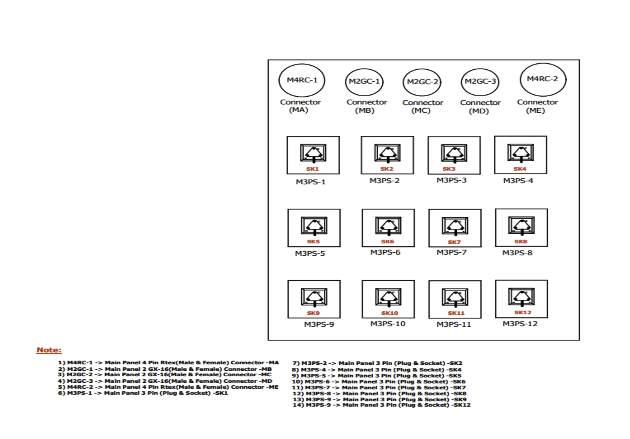 M4RC-1 M2GC-1 M2GC-2 M2GC-3 M4RC-2
Connector Connector Connector Connector Connector
(MA) (MB) (MC) (MD) (ME)
SK1 SK2 SK3 SK4
M3PS-1 M3PS-2 M3PS-3 M3PS-4
SK5 SK6 SK7 SK8
M3PS-5 M3PS-6 M3PS-7 M3PS-8
SK9 SK10 SK11 SK12
M3PS-9 M3PS-10 M3PS-11 M3PS-12
Note:
1) M4RC-1 -> Main Panel 4 Pin Rtex(Male & Female) Connector -MA
2) M2GC-1 -> Main Panel 2 GX-16(Male & Female) Connector -MB
3) M2GC-2 -> Main Panel 2 GX-16(Male & Female) Connector -MC
4) M2GC-3 -> Main Panel 2 GX-16(Male & Female) Connector -MD
5) M4RC-2 -> Main Panel 4 Pin Rtex(Male & Female) Connector -ME
6) M3PS-1 -> Main Panel 3 Pin (Plug & Socket) -SK1
7) M3PS-2 -> Main Panel 3 Pin (Plug & Socket) -SK2
8) M3PS-4 -> Main Panel 3 Pin (Plug & Socket) -SK4
9) M3PS-5 -> Main Panel 3 Pin (Plug & Socket) -SK5
10) M3PS-6 -> Main Panel 3 Pin (Plug & Socket) -SK6
11) M3PS-7 -> Main Panel 3 Pin (Plug & Socket) -SK7
12) M3PS-8 -> Main Panel 3 Pin (Plug & Socket) -SK8
13) M3PS-9 -> Main Panel 3 Pin (Plug & Socket) -SK9
14) M3PS-9 -> Main Panel 3 Pin (Plug & Socket) -SK12